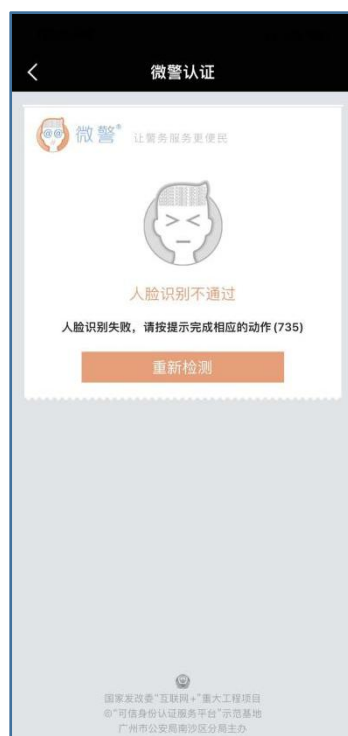 微警认证
微警® 让警务服务更便民
人脸识别不通过
人脸识别失败，请按提示完成相应的动作(735)
重新检测
国家发改委“互联网+”重大工程项目
©“可信身份认证服务平台”示范基地
广州市公安局南沙区分局主办